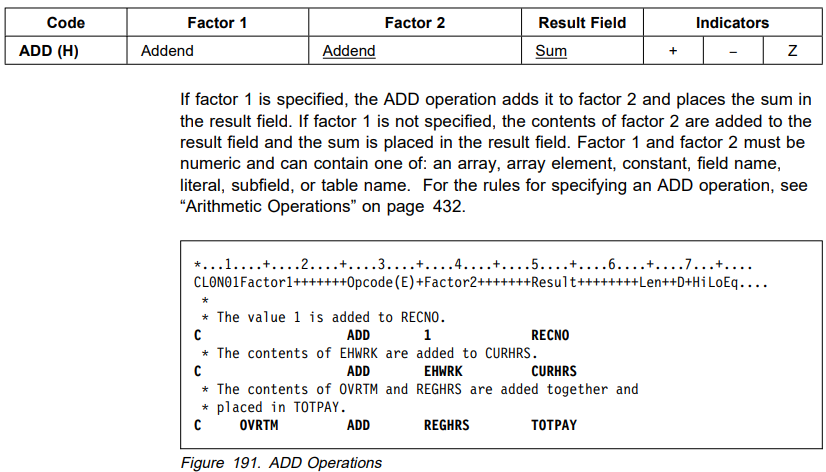 Code Factor 1 Factor 2 Result Field Indicators
ADD (H) Addend Addend Sum + – Z
If factor 1 is specified, the ADD operation adds it to factor 2 and places the sum in
the result field. If factor 1 is not specified, the contents of factor 2 are added to the
result field and the sum is placed in the result field. Factor 1 and factor 2 must be
numeric and can contain one of: an array, array element, constant, field name,
literal, subfield, or table name.  For the rules for specifying an ADD operation, see
“Arithmetic Operations” on page 432.
*...1....+....2....+....3....+....4....+....5....+....6....+....7...+....
CL0N01Factor1+++++++Opcode(E)+Factor2+++++++Result++++++++Len++D+HiLoEq....
 *
 * The value 1 is added to RECNO.
C                   ADD       1             RECNO
 * The contents of EHWRK are added to CURHRS.
C                   ADD       EHWRK         CURHRS
 * The contents of OVRTM and REGHRS are added together and
 * placed in TOTPAY.
C     OVRTM         ADD       REGHRS        TOTPAY
Figure 191. ADD Operations